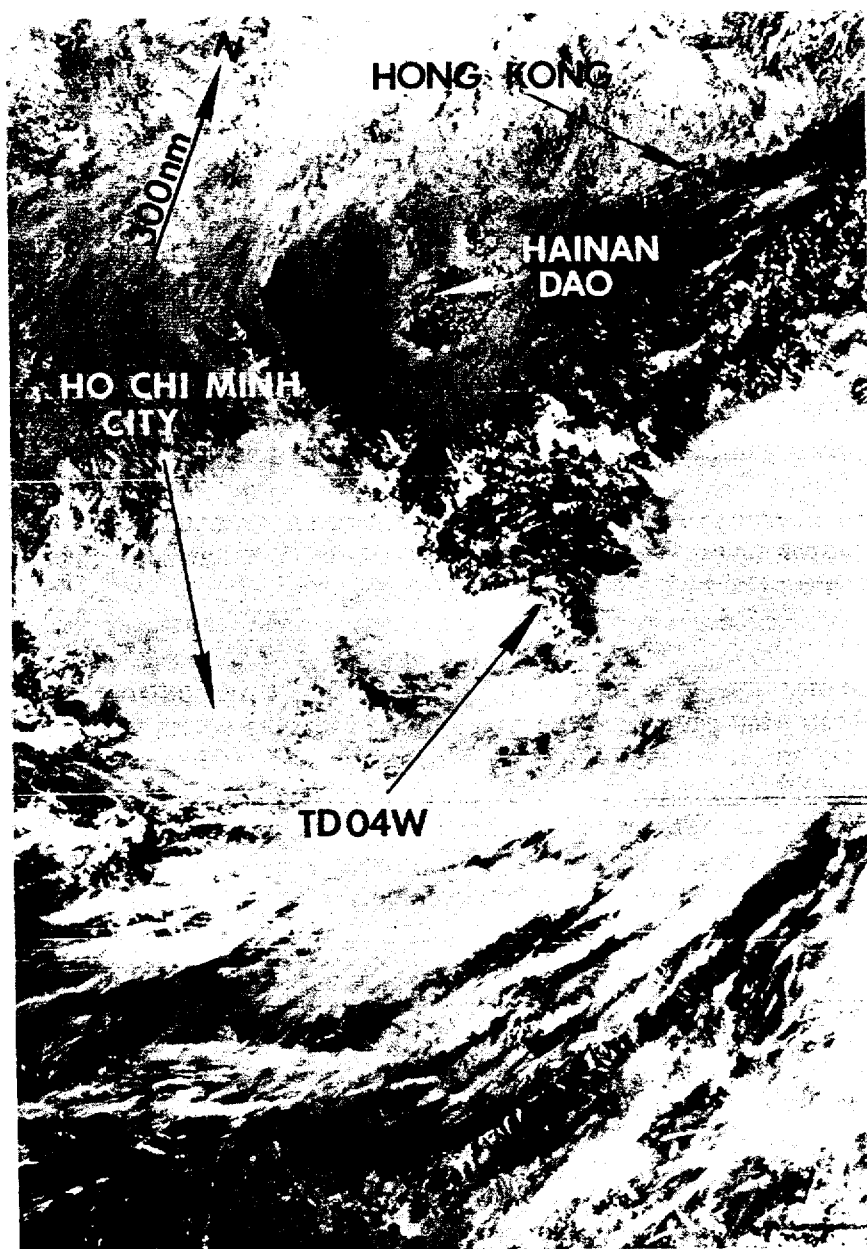 N
HONG KONG
300nm
HAINAN
DAO
HO CHI MINH
CITY
TD04W